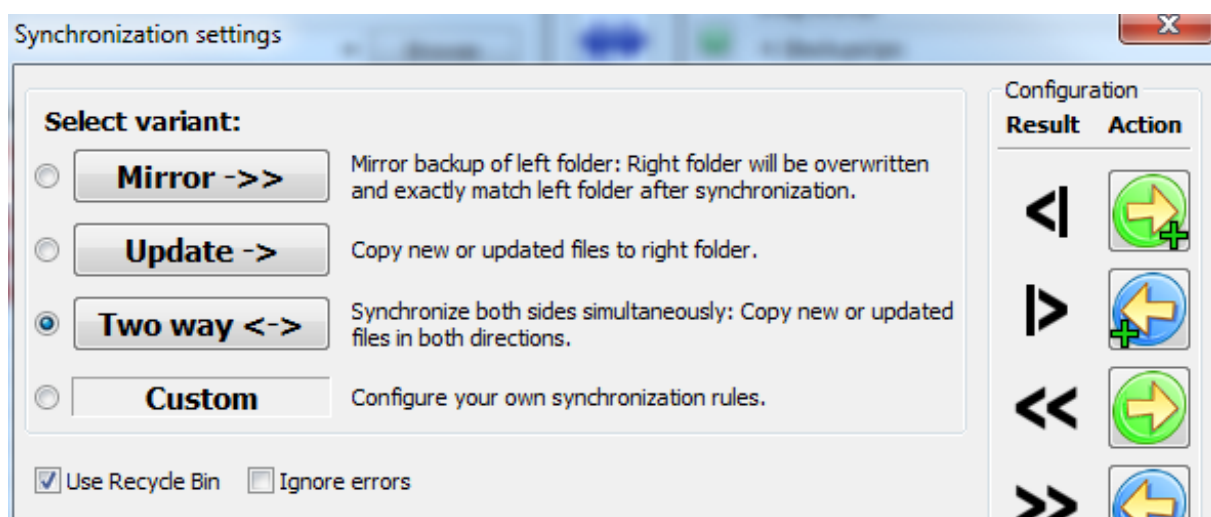 Synchronization settings
X
Select variant:
Mirror ->>
Mirror backup of left folder: Right folder will be overwritten
and exactly match left folder after synchronization.
Update ->
Copy new or updated files to right folder.
Two way <->
Synchronize both sides simultaneously: Copy new or updated
files in both directions.
Custom
Configure your own synchronization rules.
Use Recycle Bin
Ignore errors
Configuration
Result Action
<|
|>
<<
>>